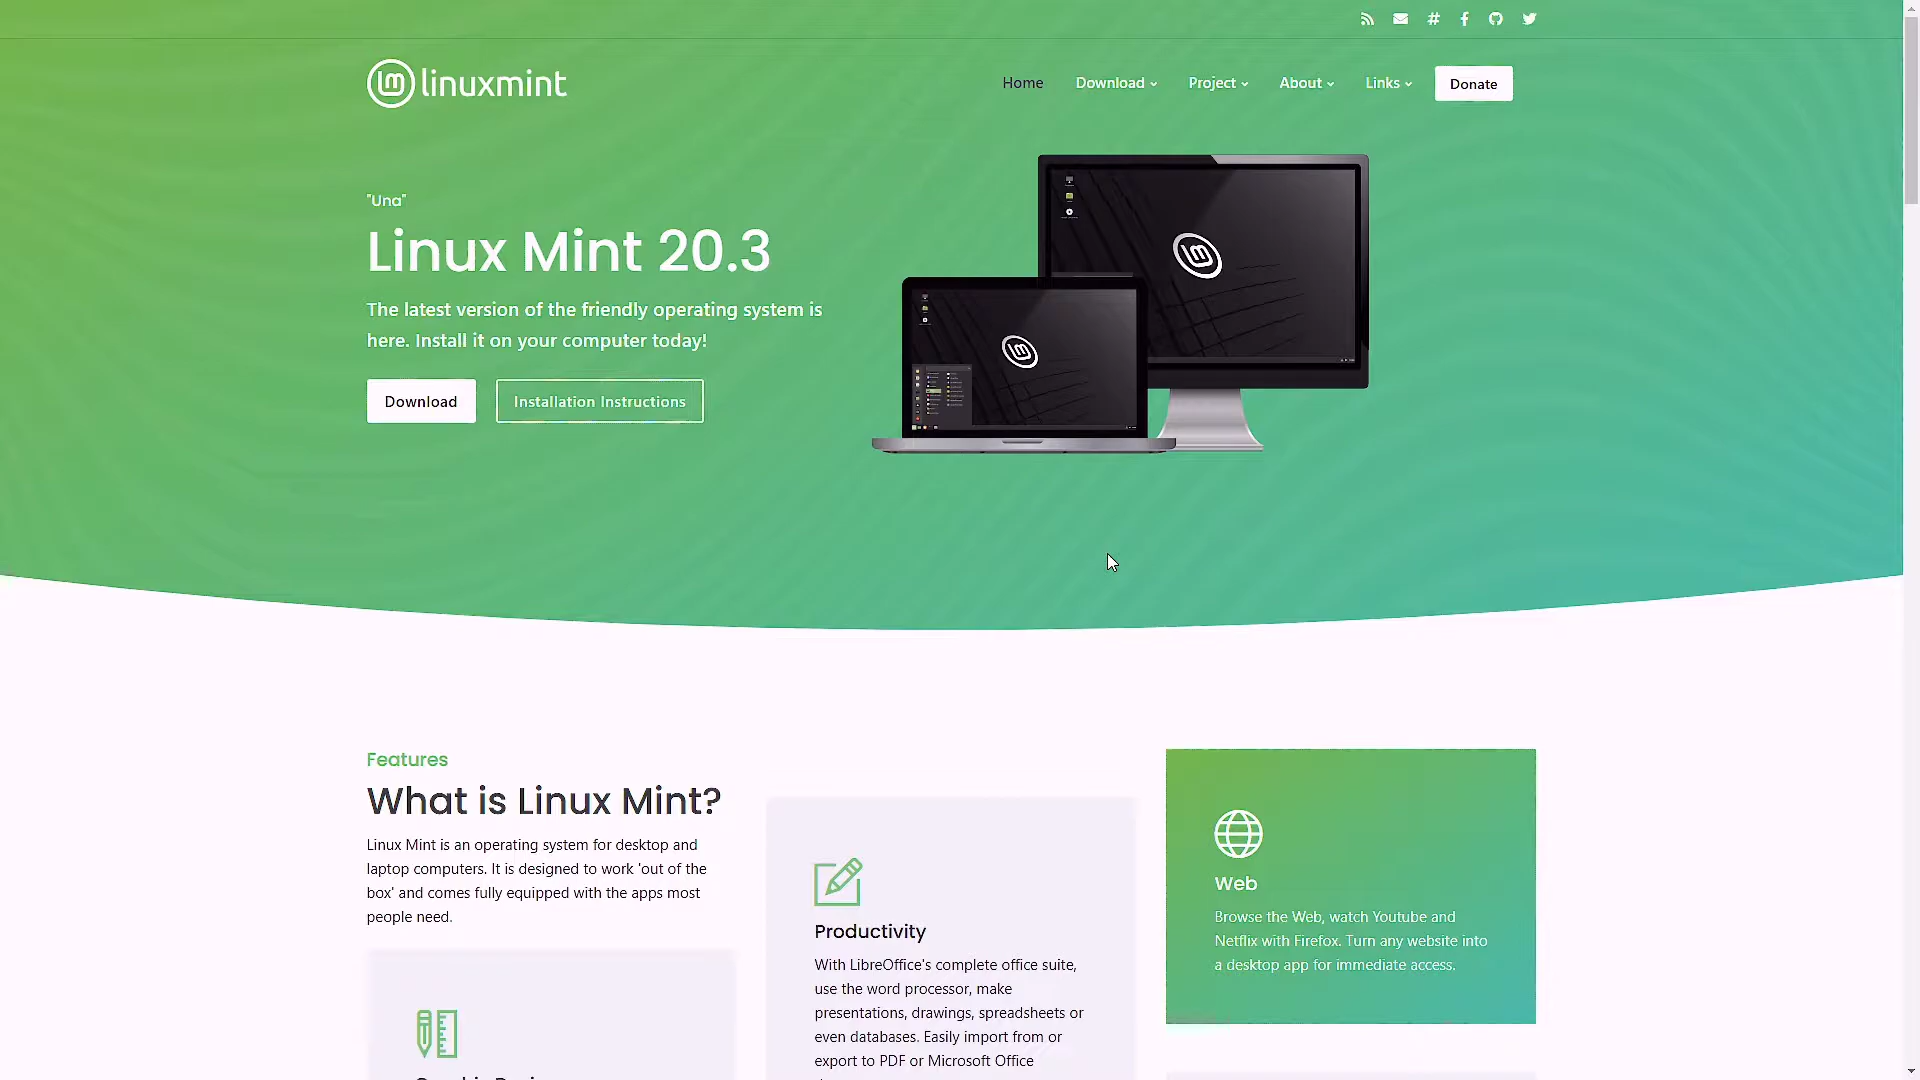 linuxmint
Home
Download
Project
About
Links
Donate
"Una"
Linux Mint 20.3
The latest version of the friendly operating system is
here. Install it on your computer today!
Download
Installation Instructions
Features
What is Linux Mint?
Linux Mint is an operating system for desktop and
laptop computers. It is designed to work 'out of the
box' and comes fully equipped with the apps most
people need.
Productivity
With LibreOffice's complete office suite,
use the word processor, make
presentations, drawings, spreadsheets or
even databases. Easily import from or
export to PDF or Microsoft Office
Web
Browse the Web, watch Youtube and
Netflix with Firefox. Turn any website into
a desktop app for immediate access.